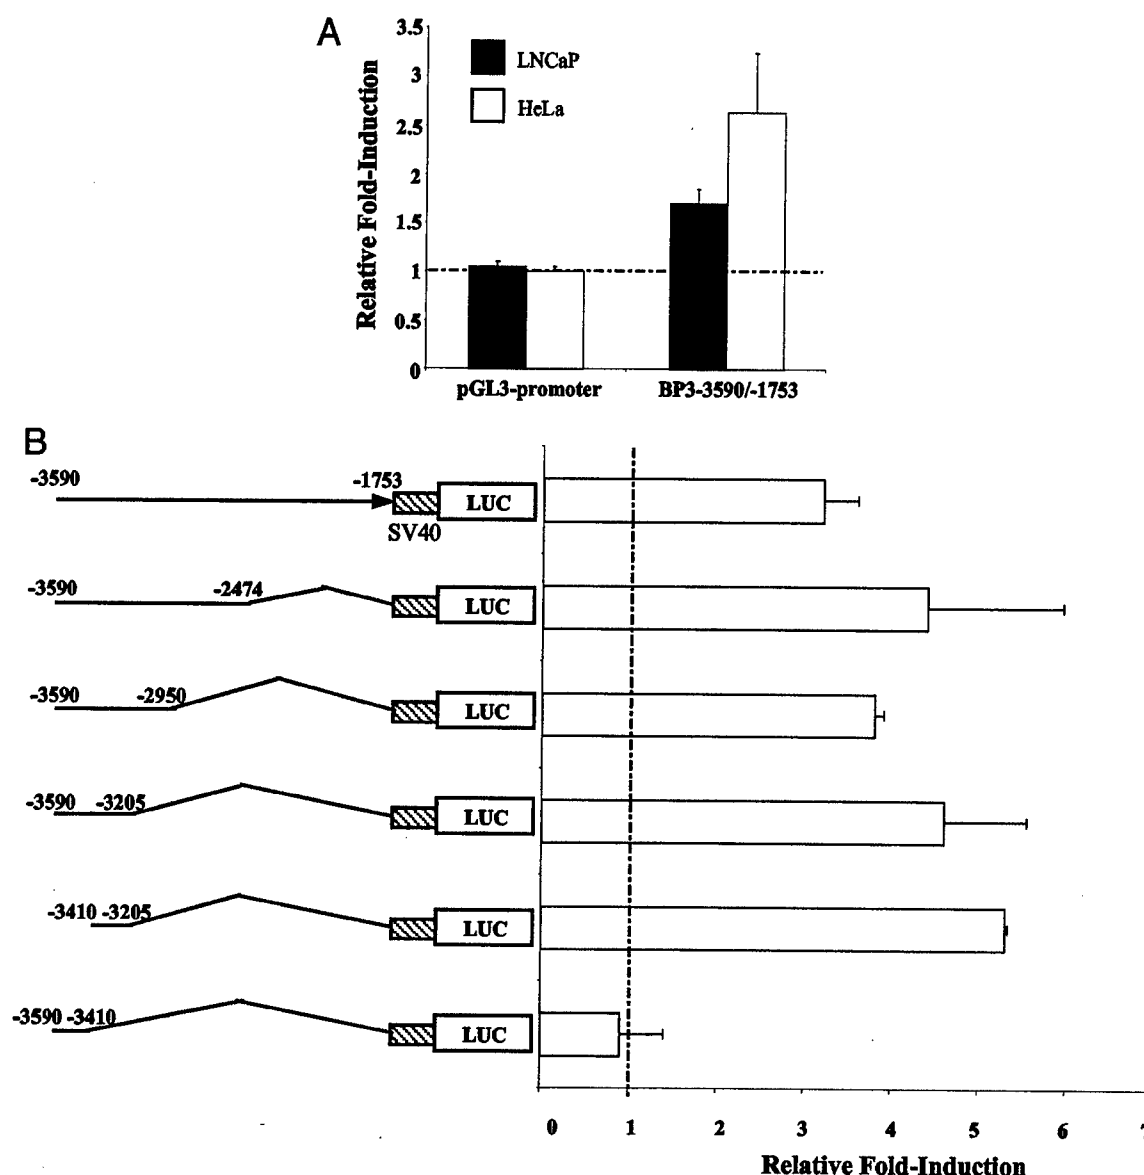 A
3.5
3
2.5
2
1.5
1
0.5
0
Relative Fold-Induction
LNCaP
HeLa
pGL3-promoter BP3-3590/-1753
B
-3590 -1753
LUC
SV40
-3590 -2474
LUC
-3590 -2950
LUC
-3590 -3205
LUC
-3410 -3205
LUC
-3590 -3410
LUC
0 1 2 3 4 5 6 7
Relative Fold-Induction